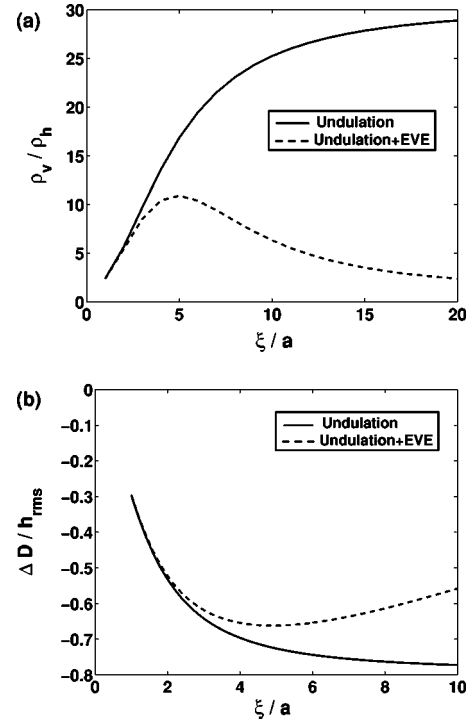 (a)
30
25
20
15
10
5
0
0 5 10 15 20
ρv / ρh
ξ / a
Undulation
Undulation+EVE
(b)
0
−0.1
−0.2
−0.3
−0.4
−0.5
−0.6
−0.7
−0.8
0 2 4 6 8 10
Δ D / hrms
ξ / a
Undulation
Undulation+EVE